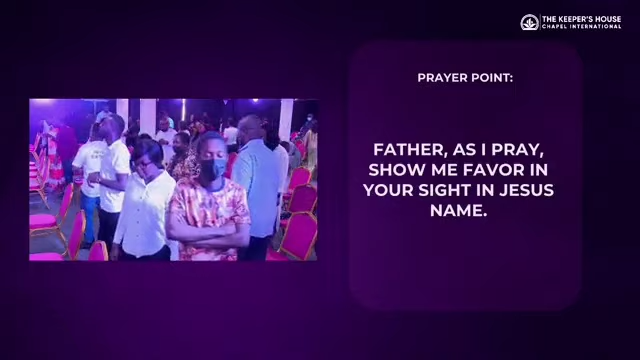 THE KEEPER'S HOUSE
CHAPEL INTERNATIONAL
PRAYER POINT:
FATHER, AS I PRAY,
SHOW ME FAVOR IN
YOUR SIGHT IN JESUS
NAME.